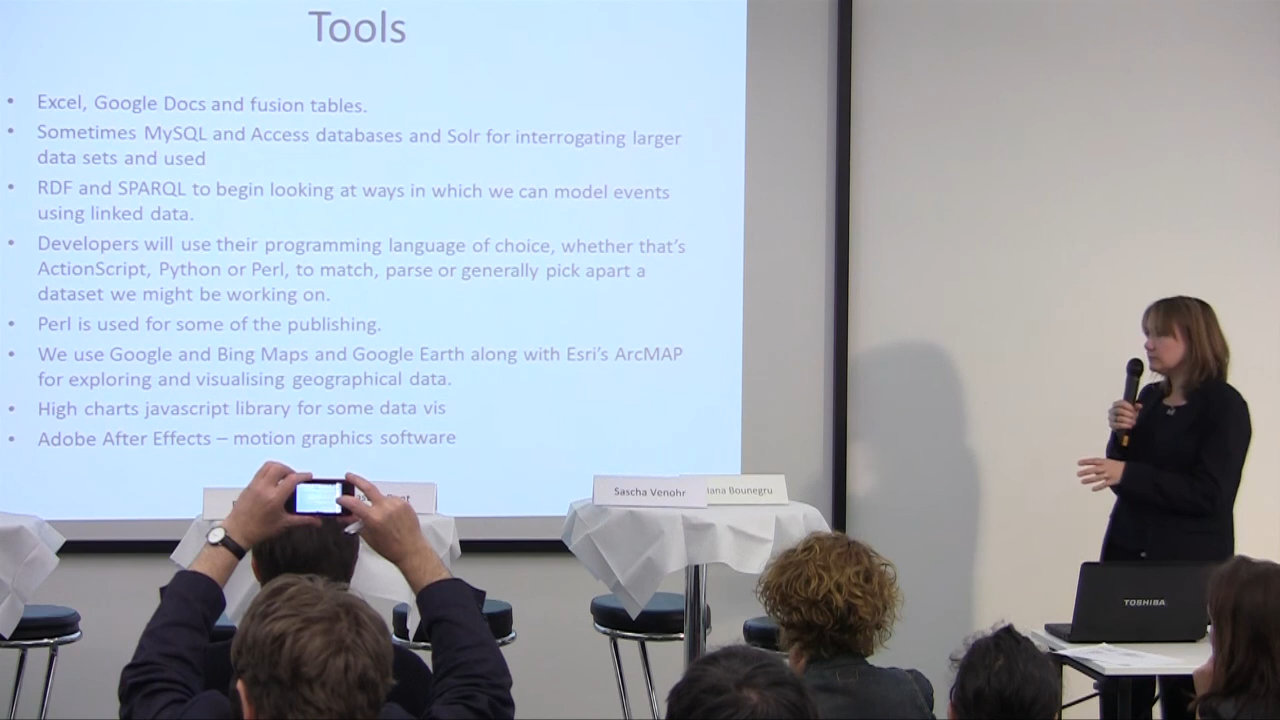 Tools
• Excel, Google Docs and fusion tables.
• Sometimes MySQL and Access databases and Solr for interrogating larger
data sets and used
• RDF and SPARQL to begin looking at ways in which we can model events
using linked data.
• Developers will use their programming language of choice, whether that's
ActionScript, Python or Perl, to match, parse or generally pick apart a
dataset we might be working on.
• Perl is used for some of the publishing.
• We use Google and Bing Maps and Google Earth along with Esri's ArcMAP
for exploring and visualising geographical data.
• High charts javascript library for some data vis
• Adobe After Effects – motion graphics software
Sascha Venohr
Bounegru
TOSHIBA